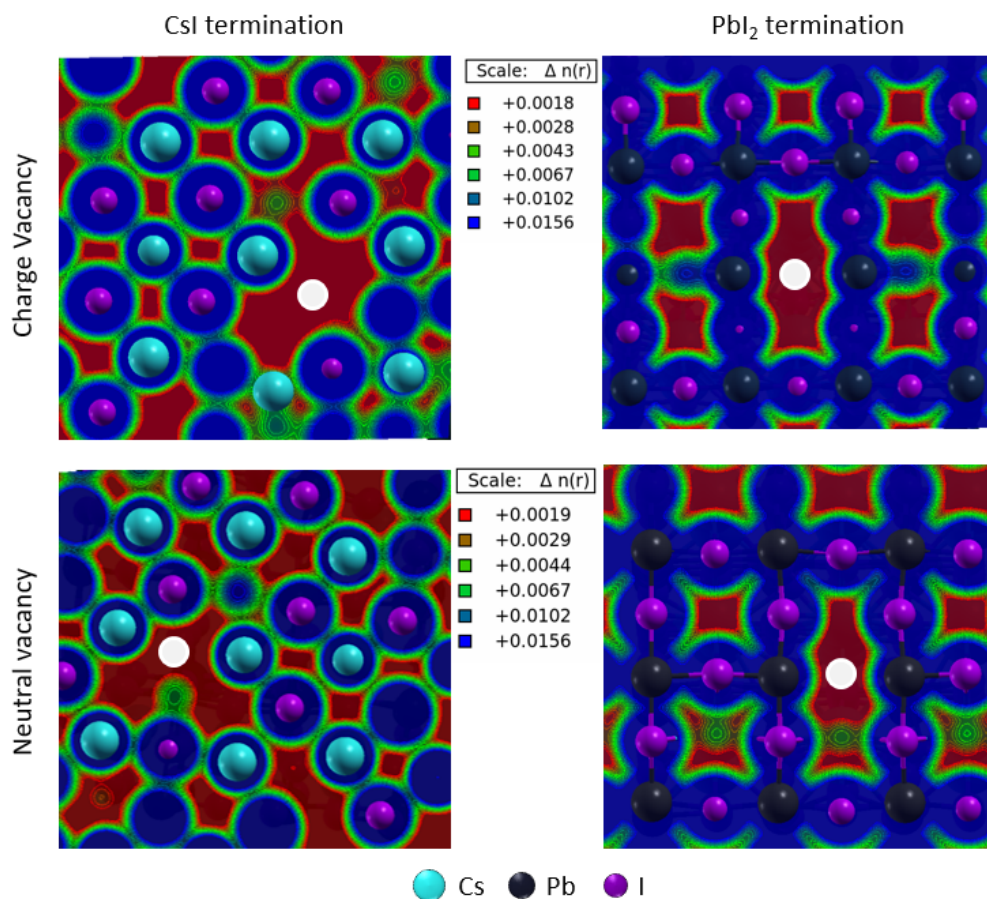 CsI termination
PbI₂ termination
Charge Vacancy
Scale: Δ n(r)
+0.0018
+0.0028
+0.0043
+0.0067
+0.0102
+0.0156
Neutral vacancy
Scale: Δ n(r)
+0.0019
+0.0029
+0.0044
+0.0067
+0.0102
+0.0156
Cs
Pb
I